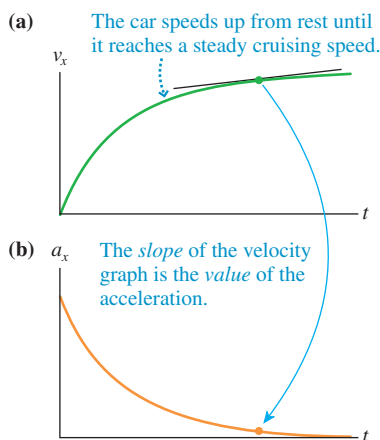 (a)
The car speeds up from rest until
it reaches a steady cruising speed.
vₓ
t
(b)
aₓ
The slope of the velocity
graph is the value of the
acceleration.
t